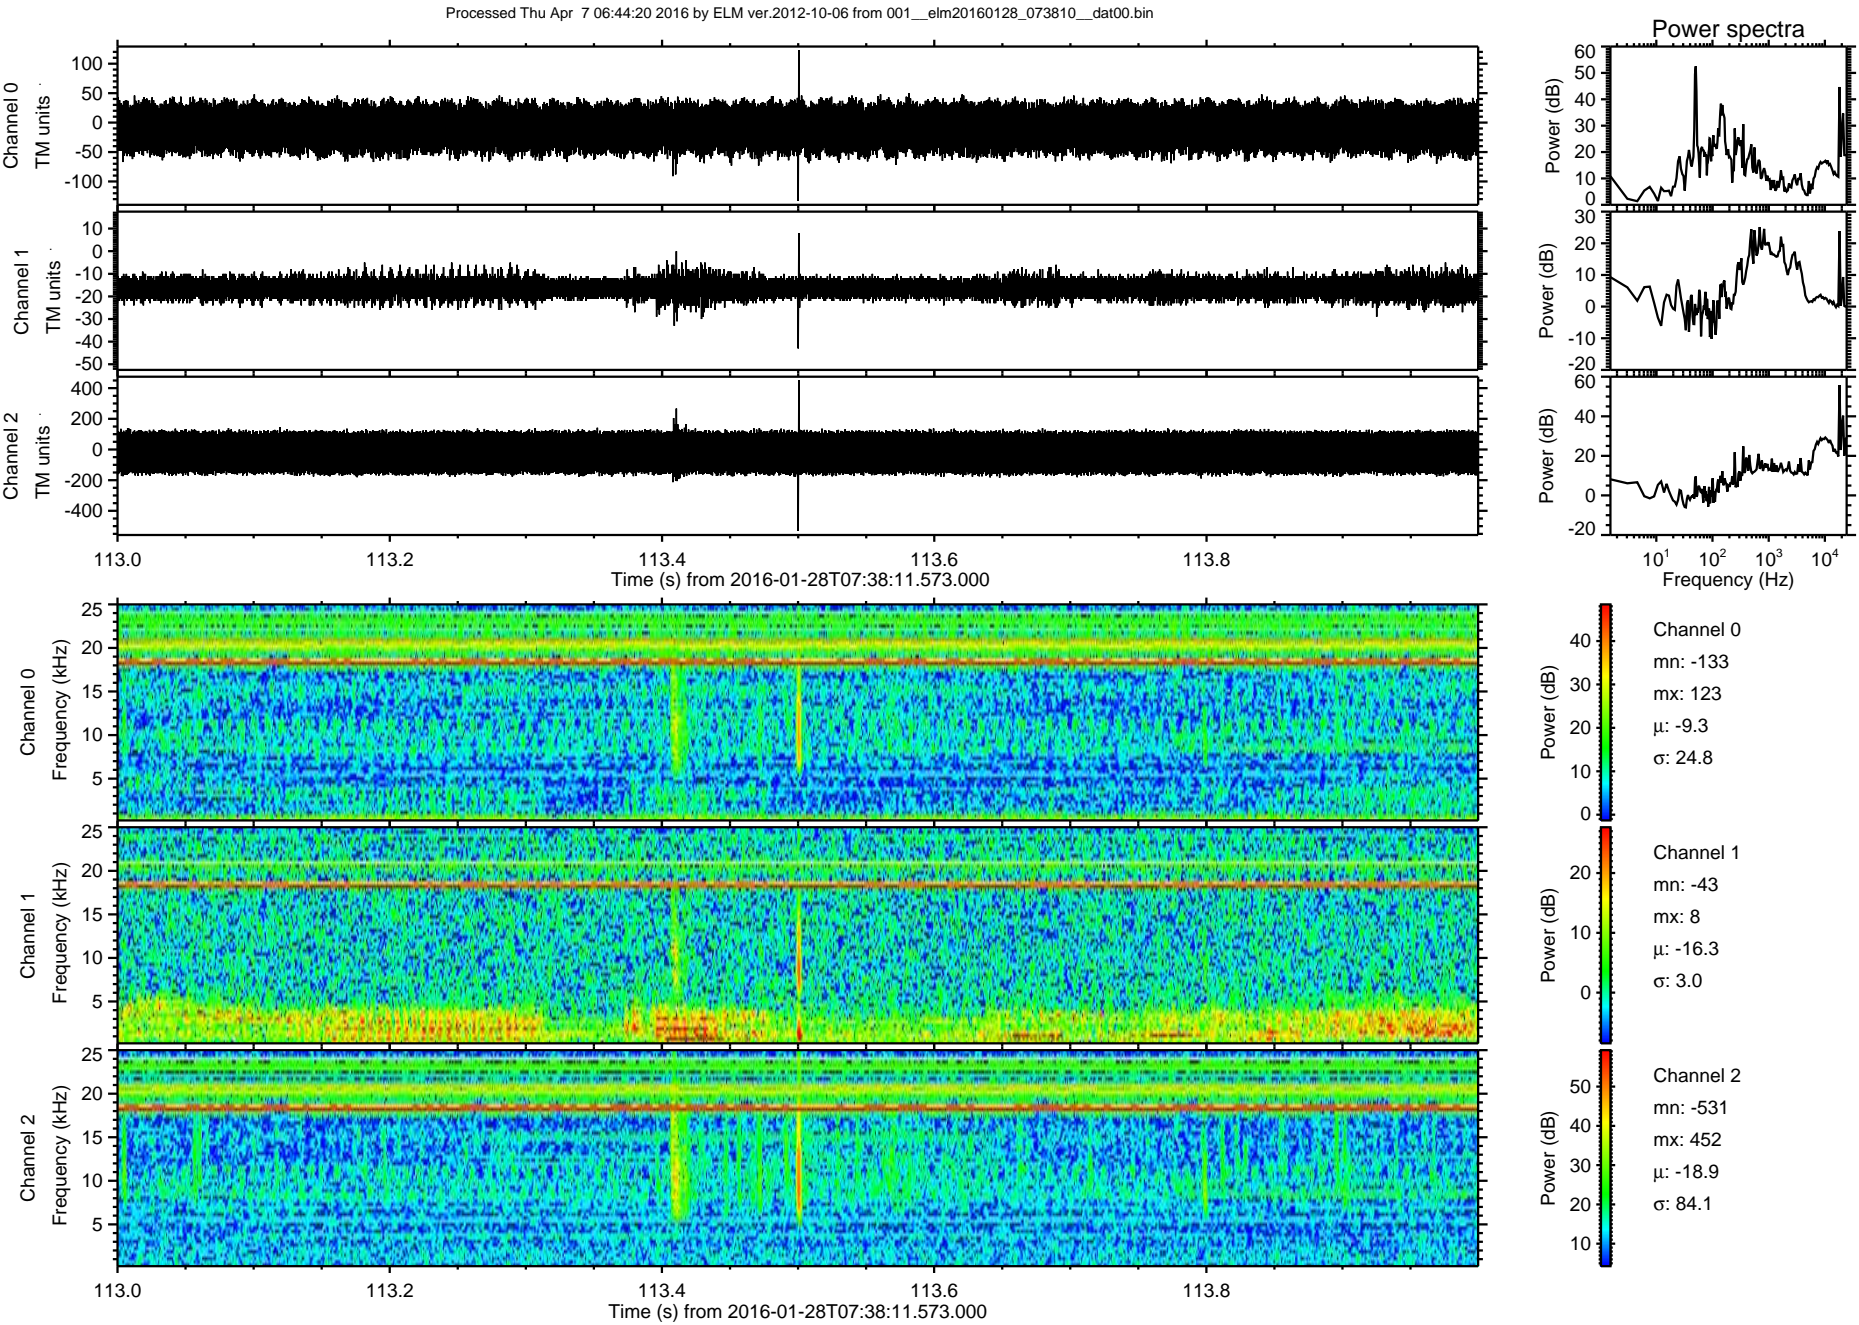 Processed Thu Apr  7 06:44:20 2016 by ELM ver.2012-10-06 from 001__elm20160128_073810__dat00.bin
Power spectra
Channel 0
TM units
100
50
0
-50
-100
Power (dB)
60
50
40
30
20
10
0
Channel 1
TM units
10
0
-10
-20
-30
-40
-50
Power (dB)
30
20
10
0
-10
-20
Channel 2
TM units
400
200
0
-200
-400
Power (dB)
60
40
20
0
-20
113.0 113.2 113.4 113.6 113.8
Time (s) from 2016-01-28T07:38:11.573.000
10^1 10^2 10^3 10^4
Frequency (Hz)
Channel 0
Frequency (kHz)
25
20
15
10
5
Power (dB)
40
30
20
10
0
Channel 0
mn: -133
mx: 123
μ: -9.3
σ: 24.8
Channel 1
Frequency (kHz)
25
20
15
10
5
Power (dB)
20
10
0
Channel 1
mn: -43
mx: 8
μ: -16.3
σ: 3.0
Channel 2
Frequency (kHz)
25
20
15
10
5
Power (dB)
50
40
30
20
10
Channel 2
mn: -531
mx: 452
μ: -18.9
σ: 84.1
113.0 113.2 113.4 113.6 113.8
Time (s) from 2016-01-28T07:38:11.573.000